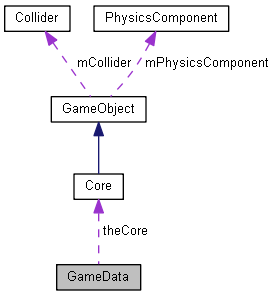 Collider
PhysicsComponent
mCollider
mPhysicsComponent
GameObject
Core
theCore
GameData